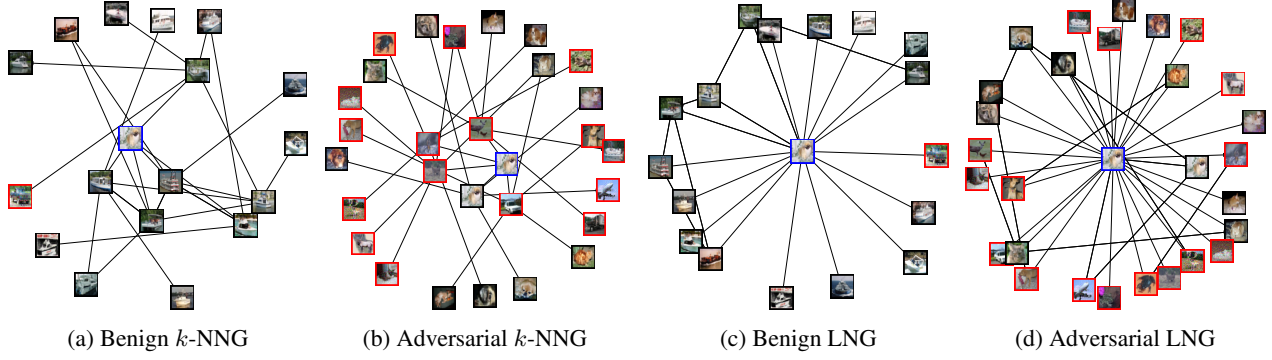 (a) Benign k-NNG
(b) Adversarial k-NNG
(c) Benign LNG
(d) Adversarial LNG